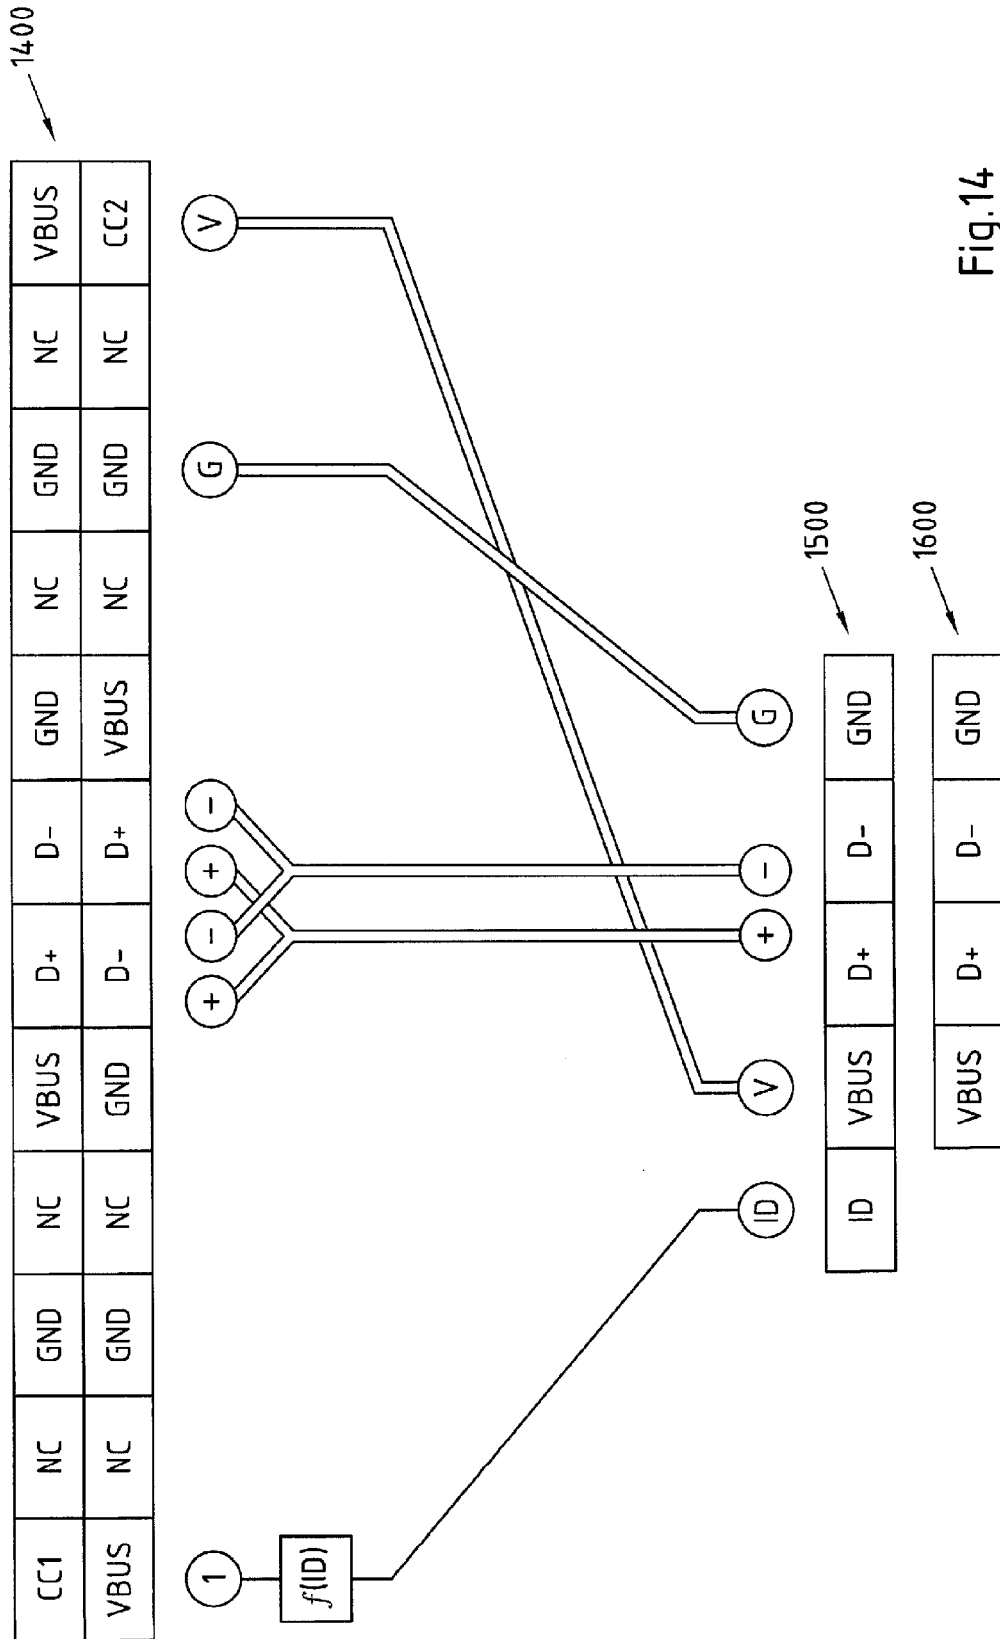 1400
CC1 NC GND NC VBUS D+ D- GND NC GND NC VBUS
VBUS NC GND NC GND D- D+ VBUS NC GND NC CC2
1 + - + - G V
f(ID)
ID V + - G
1500
ID VBUS D+ D- GND
1600
VBUS D+ D- GND
Fig.14